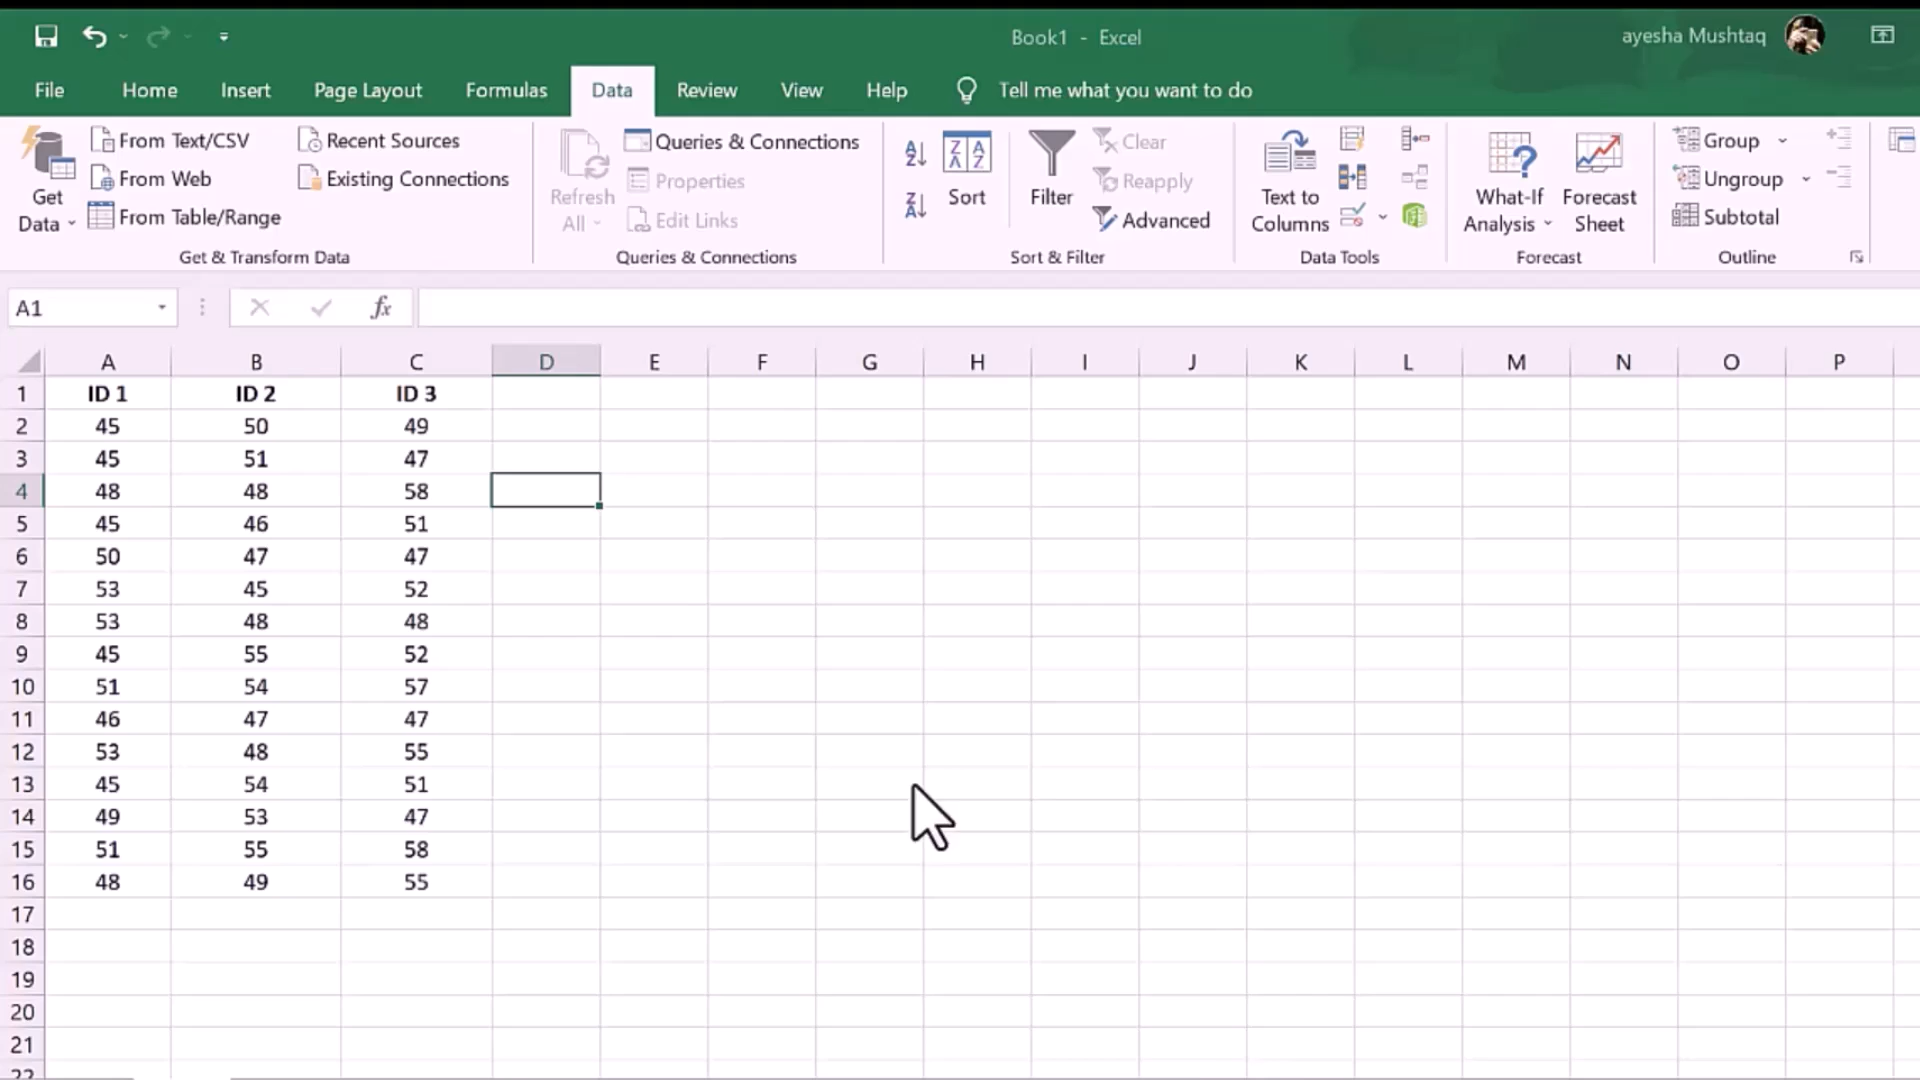 Book1 - Excel
ayesha Mushtaq
File Home Insert Page Layout Formulas Data Review View Help Tell me what you want to do
Get Data
From Text/CSV
From Web
From Table/Range
Recent Sources
Existing Connections
Get & Transform Data
Refresh All
Queries & Connections
Properties
Edit Links
Queries & Connections
Sort
Filter
Clear
Reapply
Advanced
Sort & Filter
Text to Columns
Data Tools
What-If Analysis
Forecast Sheet
Forecast
Group
Ungroup
Subtotal
Outline
A1 fx
A B C D E F G H I J K L M N O P
1 ID 1 ID 2 ID 3
2 45 50 49
3 45 51 47
4 48 48 58
5 45 46 51
6 50 47 47
7 53 45 52
8 53 48 48
9 45 55 52
10 51 54 57
11 46 47 47
12 53 48 55
13 45 54 51
14 49 53 47
15 51 55 58
16 48 49 55
17
18
19
20
21
22